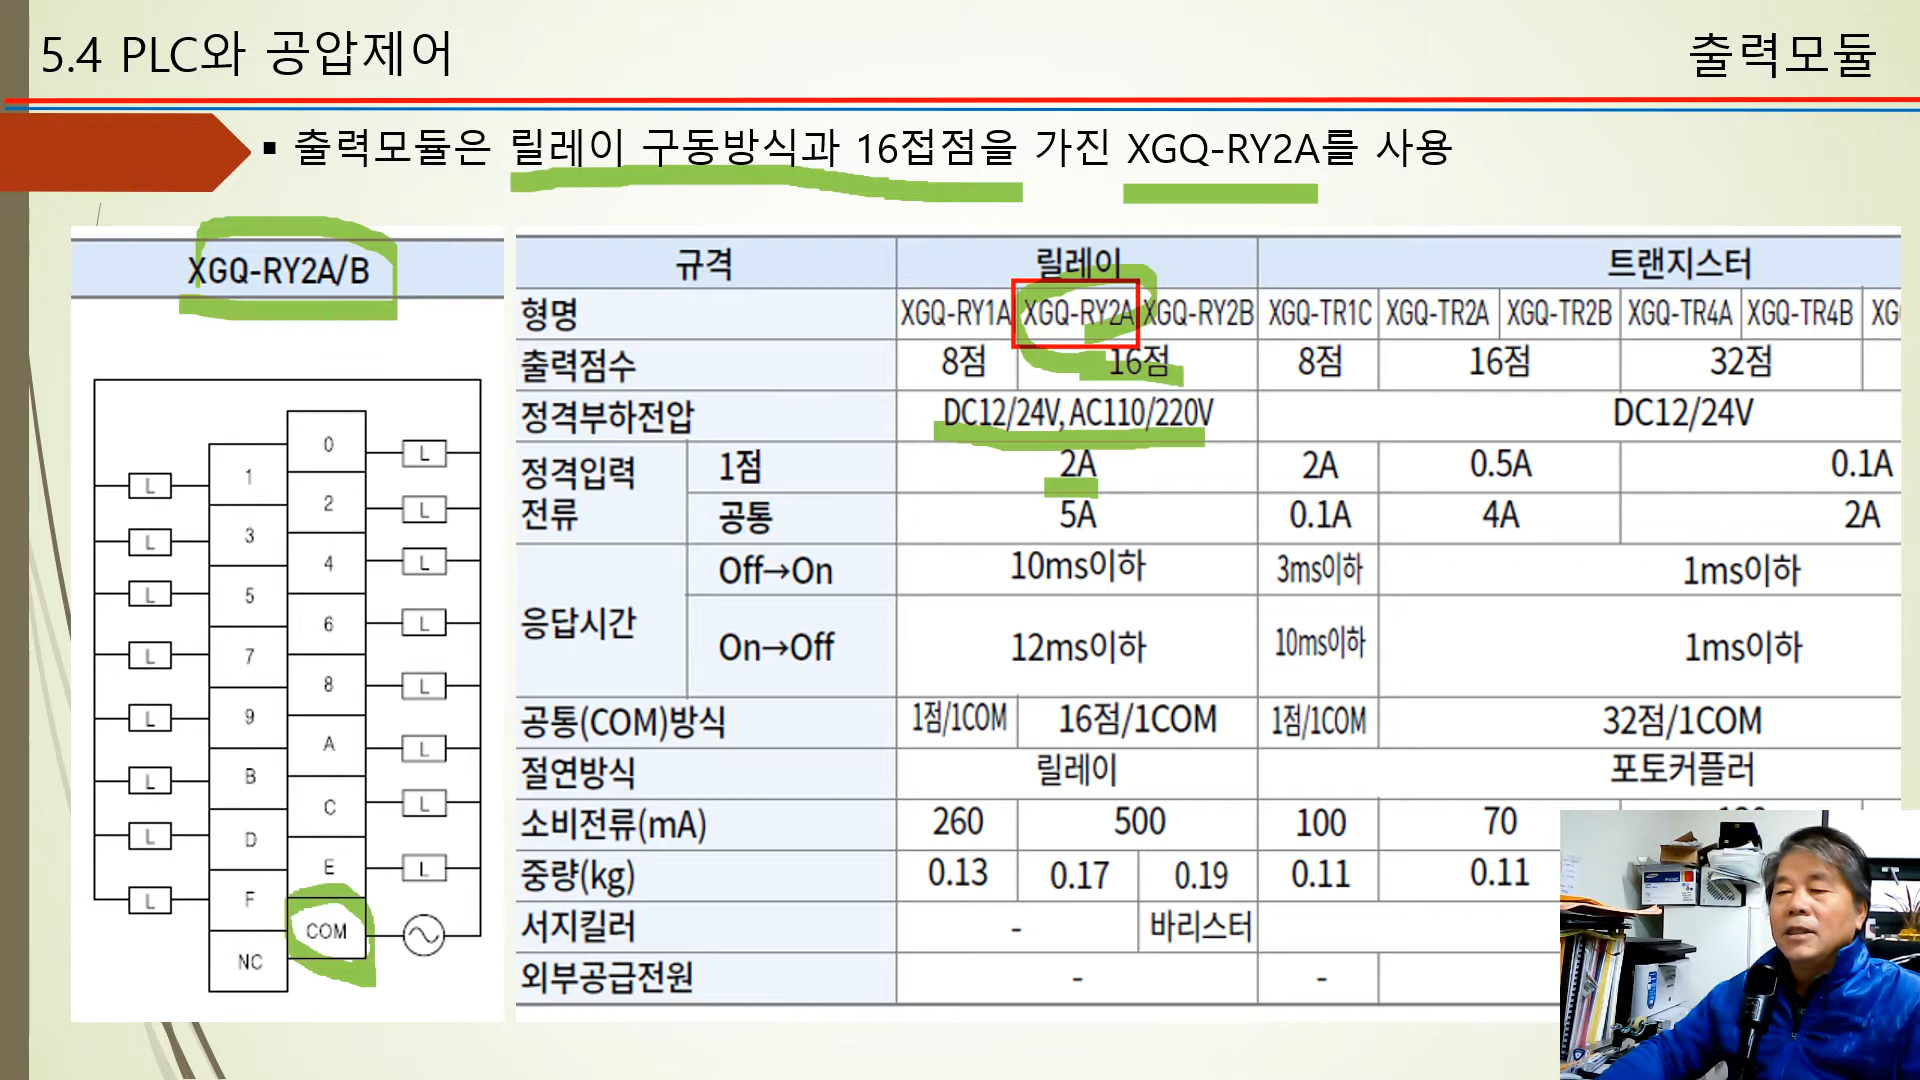 5.4 PLC와 공압제어
출력모듈
▪ 출력모듈은 릴레이 구동방식과 16접점을 가진 XGQ-RY2A를 사용
XGQ-RY2A/B
0
L
1
L
2
L
3
L
4
L
5
L
6
L
7
L
8
L
9
L
A
L
B
L
C
L
D
L
E
L
F
L
COM
NC
규격 릴레이 트랜지스터
형명 XGQ-RY1A XGQ-RY2A XGQ-RY2B XGQ-TR1C XGQ-TR2A XGQ-TR2B XGQ-TR4A XGQ-TR4B XG
출력점수 8점 16점 8점 16점 32점
정격부하전압 DC12/24V, AC110/220V DC12/24V
정격입력전류 1점 2A 2A 0.5A 0.1A
공통 5A 0.1A 4A 2A
응답시간 Off→On 10ms이하 3ms이하 1ms이하
On→Off 12ms이하 10ms이하 1ms이하
공통(COM)방식 1점/1COM 16점/1COM 1점/1COM 32점/1COM
절연방식 릴레이 포토커플러
소비전류(mA) 260 500 100 70
중량(kg) 0.13 0.17 0.19 0.11 0.11
서지킬러 - 바리스터
외부공급전원 - -